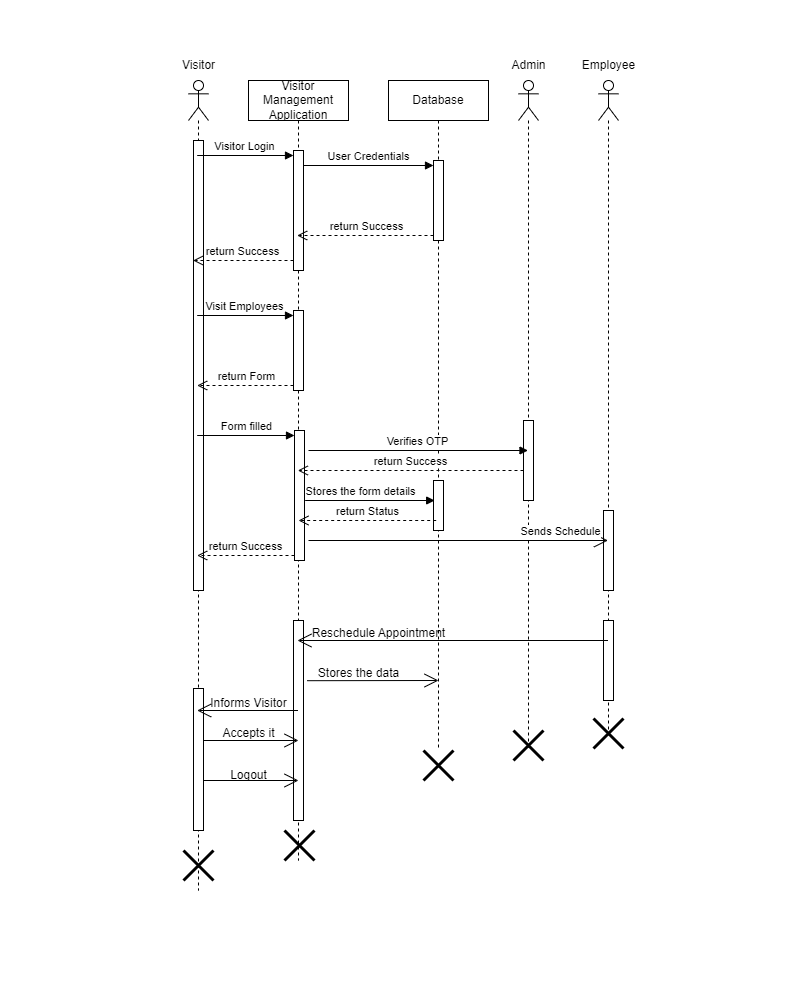 Visitor
Admin
Employee
Visitor
Management
Application
Database
Visitor Login
User Credentials
return Success
return Success
Visit Employees
return Form
Form filled
Verifies OTP
return Success
Stores the form details
return Status
Sends Schedule
return Success
Reschedule Appointment
Stores the data
Informs Visitor
Accepts it
Logout